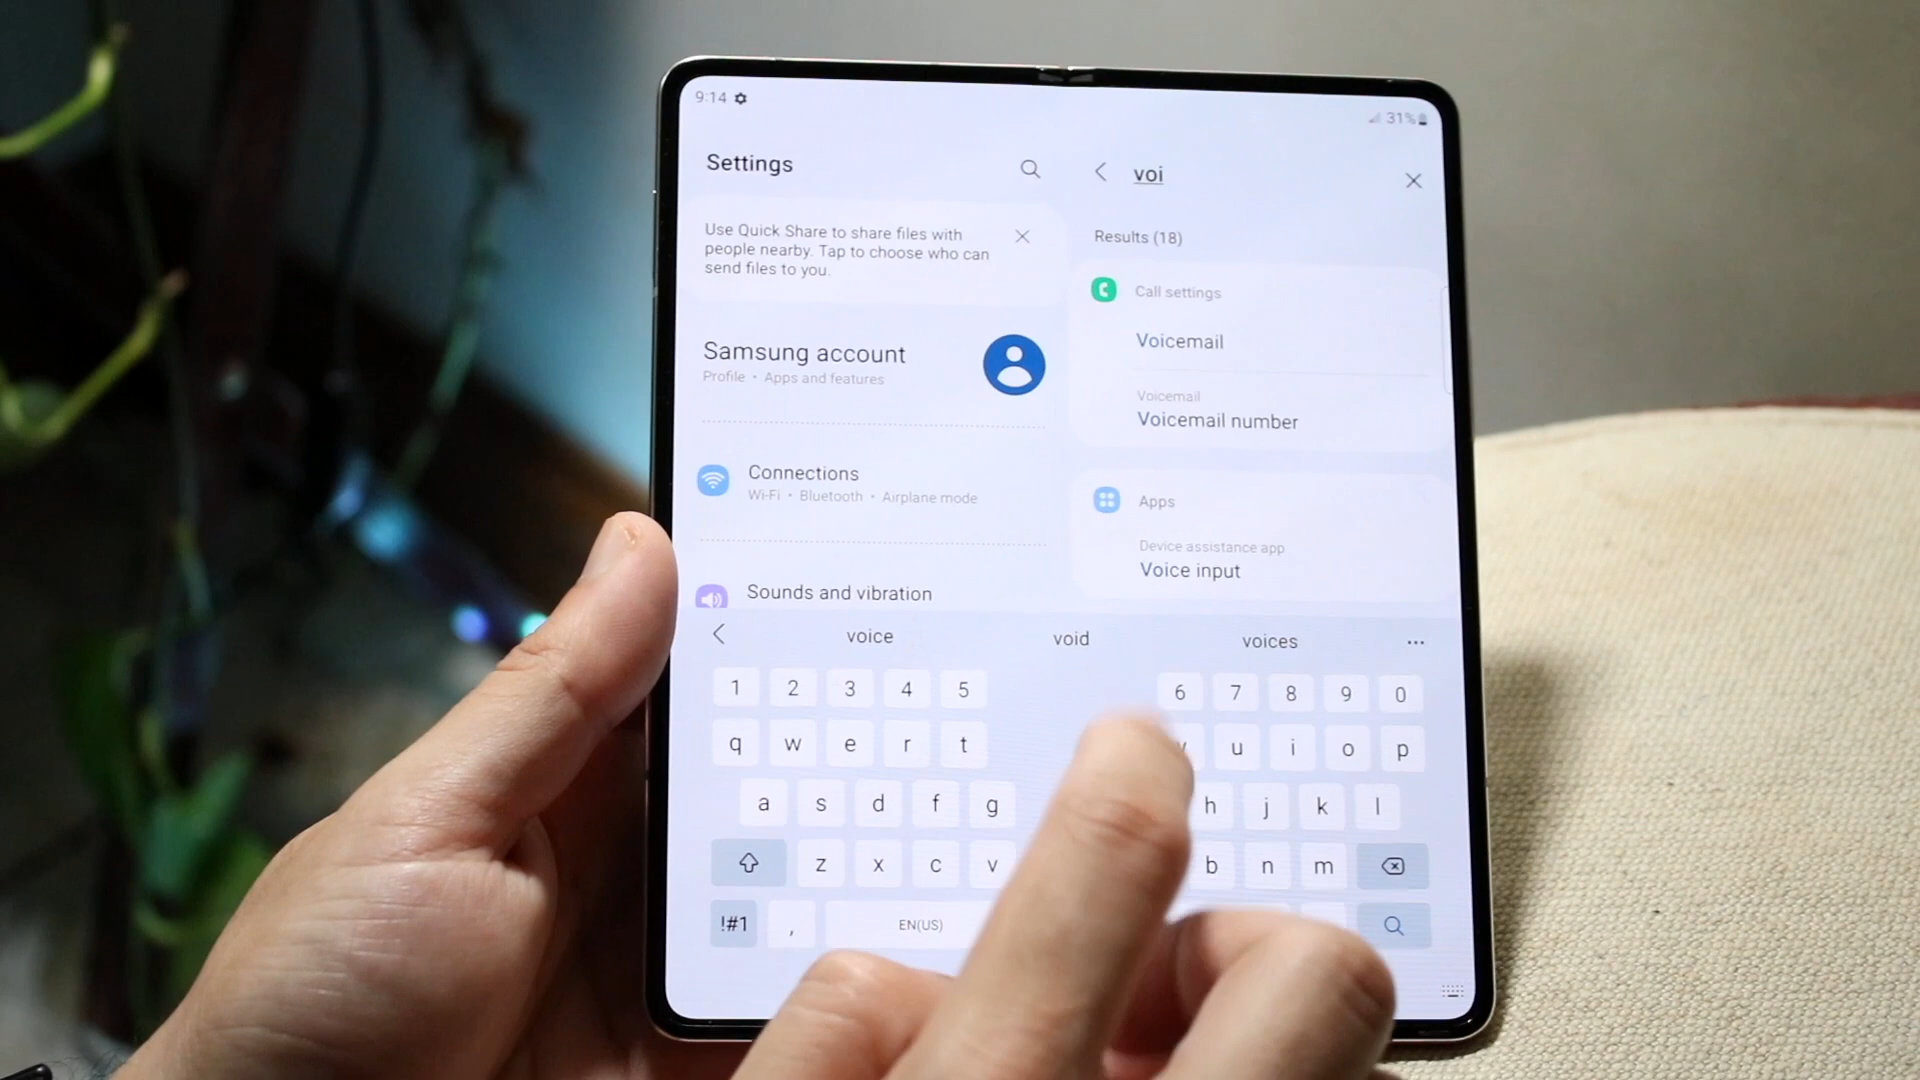 9:14
31%
Settings
voi
Use Quick Share to share files with
people nearby. Tap to choose who can
send files to you.
Samsung account
Profile • Apps and features
Connections
Wi-Fi • Bluetooth • Airplane mode
Sounds and vibration
Results (18)
Call settings
Voicemail
Voicemail
Voicemail number
Apps
Device assistance app
Voice input
voice void voices ...
1 2 3 4 5 6 7 8 9 0
q w e r t y u i o p
a s d f g h j k l
z x c v b n m
!#1 , EN(US)